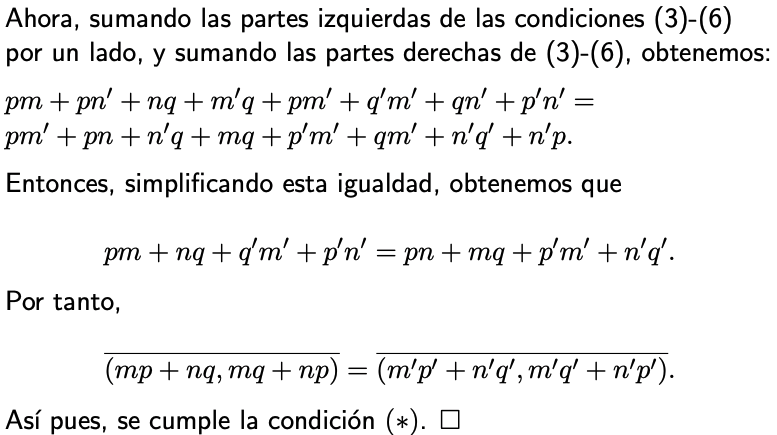 Ahora, sumando las partes izquierdas de las condiciones (3)-(6)
por un lado, y sumando las partes derechas de (3)-(6), obtenemos:
pm + pn′ + nq + m′q + pm′ + q′m′ + qn′ + p′n′ =
pm′ + pn + n′q + mq + p′m′ + qm′ + n′q′ + n′p.
Entonces, simplificando esta igualdad, obtenemos que
pm + nq + q′m′ + p′n′ = pn + mq + p′m′ + n′q′.
Por tanto,
$\overline{(mp + nq, mq + np)} = \overline{(m′p′ + n′q′, m′q′ + n′p′)}$.
Así pues, se cumple la condición (∗). □